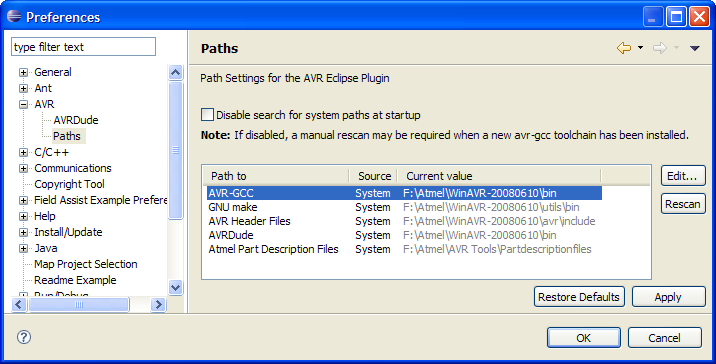 Preferences
type filter text
General
Ant
AVR
AVRDude
Paths
C/C++
Communications
Copyright Tool
Field Assist Example Prefere
Help
Install/Update
Java
Map Project Selection
Readme Example
Run/Debug
Paths
Path Settings for the AVR Eclipse Plugin
Disable search for system paths at startup
Note: If disabled, a manual rescan may be required when a new avr-gcc toolchain has been installed.
Path to Source Current value
AVR-GCC System F:\Atmel\WinAVR-20080610\bin
GNU make System F:\Atmel\WinAVR-20080610\utils\bin
AVR Header Files System F:\Atmel\WinAVR-20080610\avr\include
AVRDude System F:\Atmel\WinAVR-20080610\bin
Atmel Part Description Files System F:\Atmel\AVR Tools\Partdescriptionfiles
Edit...
Rescan
Restore Defaults Apply
? OK Cancel